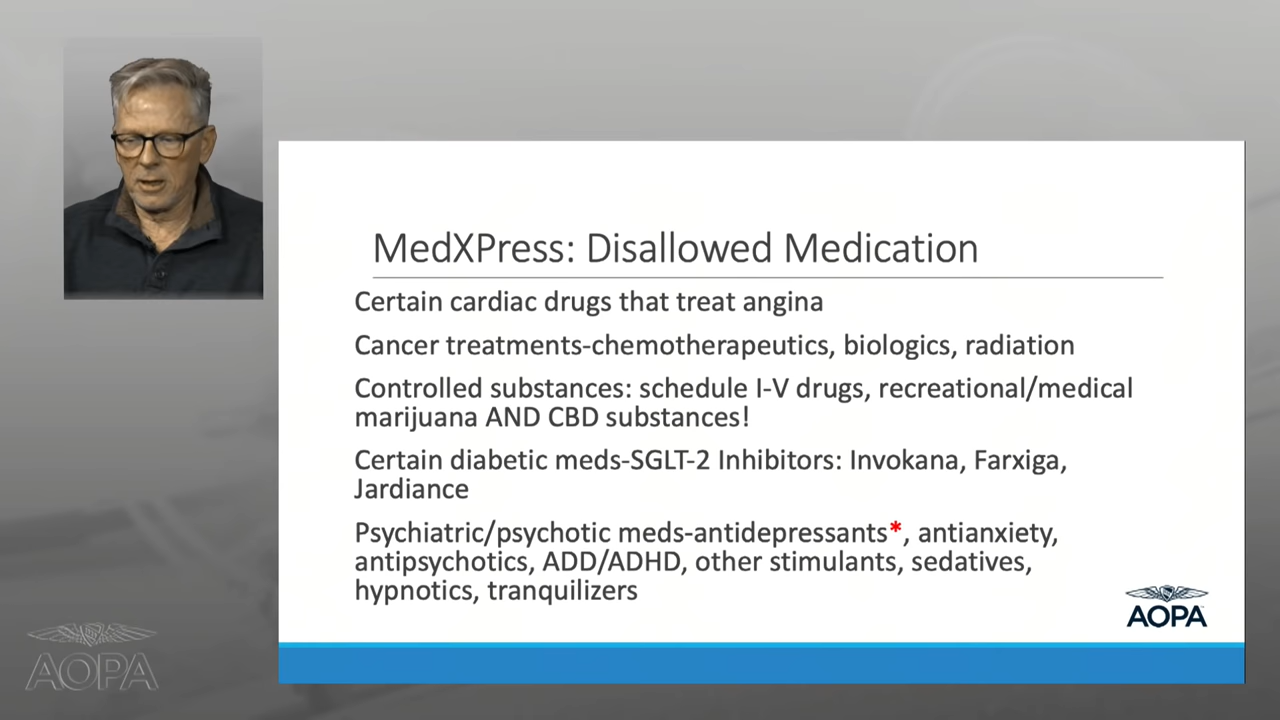 MedXPress: Disallowed Medication
Certain cardiac drugs that treat angina
Cancer treatments-chemotherapeutics, biologics, radiation
Controlled substances: schedule I-V drugs, recreational/medical
marijuana AND CBD substances!
Certain diabetic meds-SGLT-2 Inhibitors: Invokana, Farxiga,
Jardiance
Psychiatric/psychotic meds-antidepressants*, antianxiety,
antipsychotics, ADD/ADHD, other stimulants, sedatives,
hypnotics, tranquilizers
AOPA
AOPA